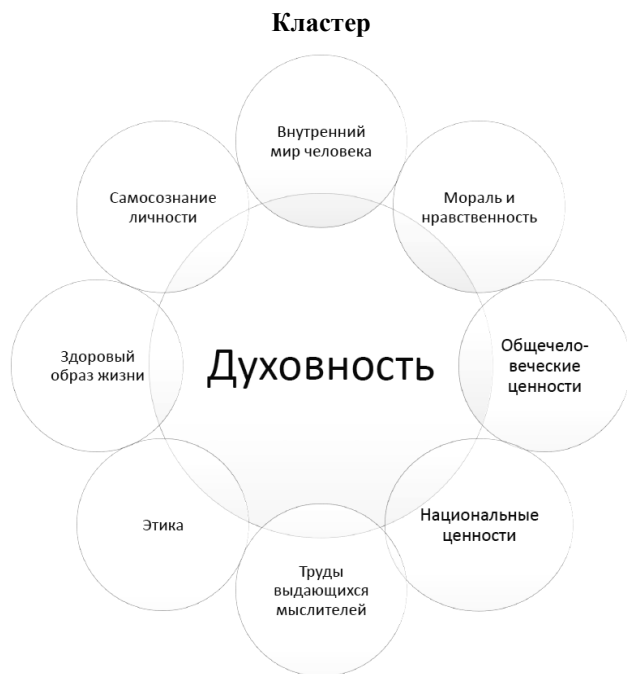 Кластер
Внутренний
мир человека
Мораль и
нравственность
Общечело-
веческие
ценности
Национальные
ценности
Труды
выдающихся
мыслителей
Этика
Здоровый
образ жизни
Самосознание
личности
Духовность